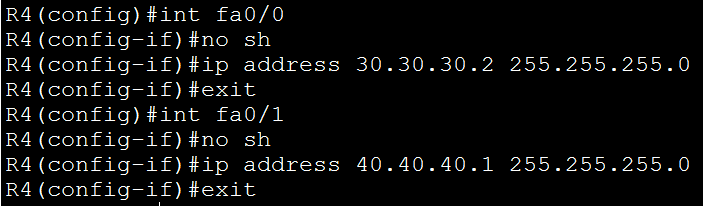 R4(config)#int fa0/0
R4(config-if)#no sh
R4(config-if)#ip address 30.30.30.2 255.255.255.0
R4(config-if)#exit
R4(config)#int fa0/1
R4(config-if)#no sh
R4(config-if)#ip address 40.40.40.1 255.255.255.0
R4(config-if)#exit